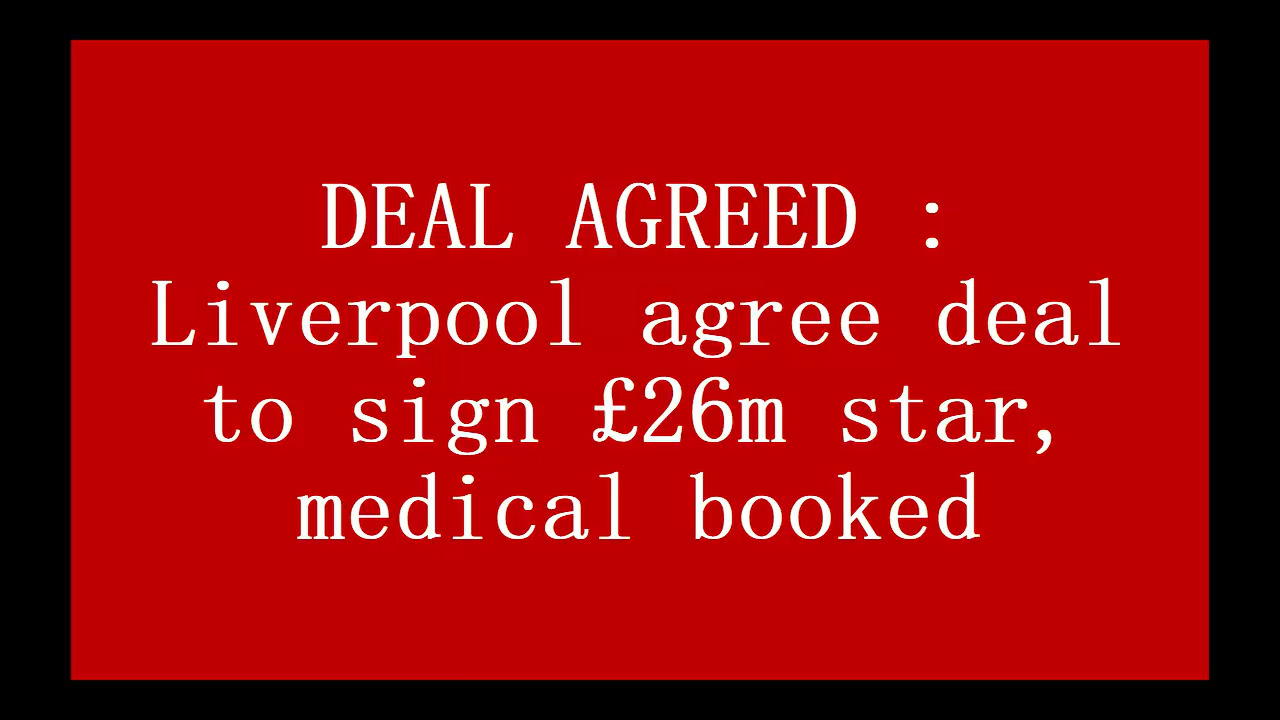 DEAL AGREED :
Liverpool agree deal
to sign £26m star,
medical booked